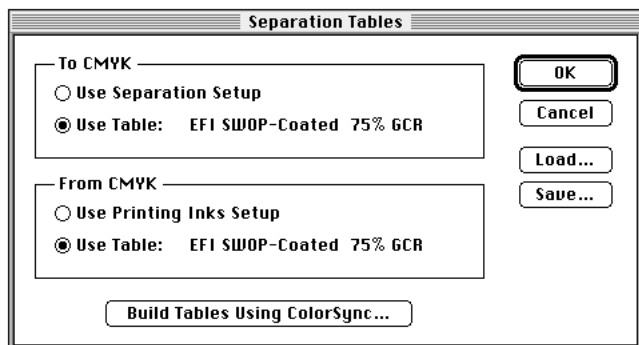 Separation Tables
To CMYK
Use Separation Setup
Use Table: EFI SWOP-Coated 75% GCR
From CMYK
Use Printing Inks Setup
Use Table: EFI SWOP-Coated 75% GCR
Build Tables Using ColorSync...
OK
Cancel
Load...
Save...